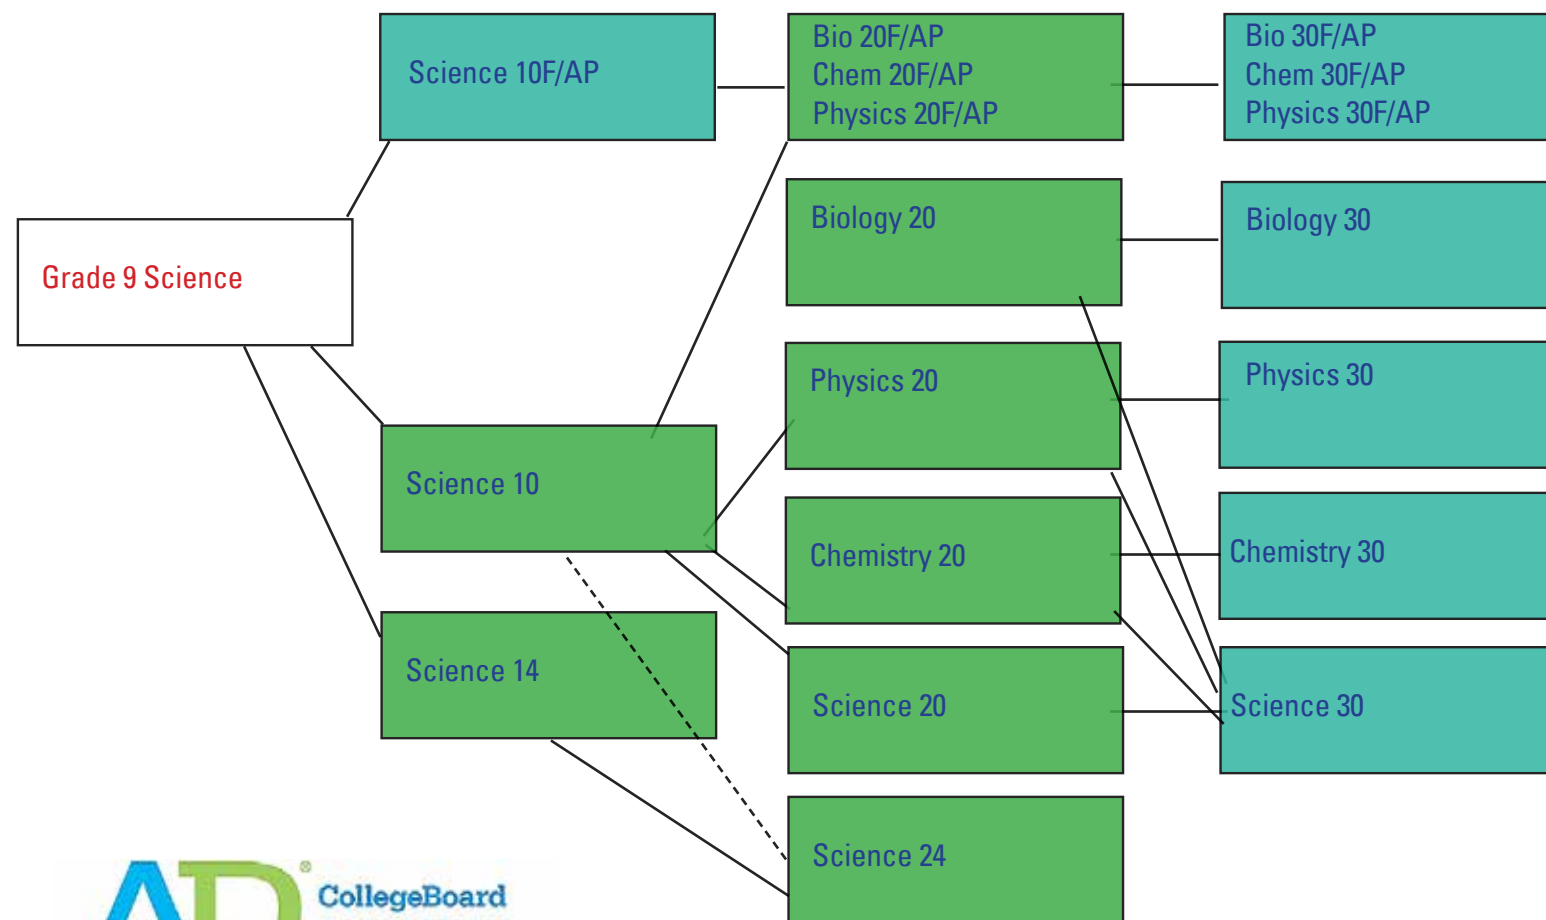 Science 10F/AP
Bio 20F/AP
Chem 20F/AP
Physics 20F/AP
Bio 30F/AP
Chem 30F/AP
Physics 30F/AP
Grade 9 Science
Biology 20
Biology 30
Physics 20
Physics 30
Science 10
Chemistry 20
Chemistry 30
Science 14
Science 20
Science 30
Science 24
AP®
CollegeBoard